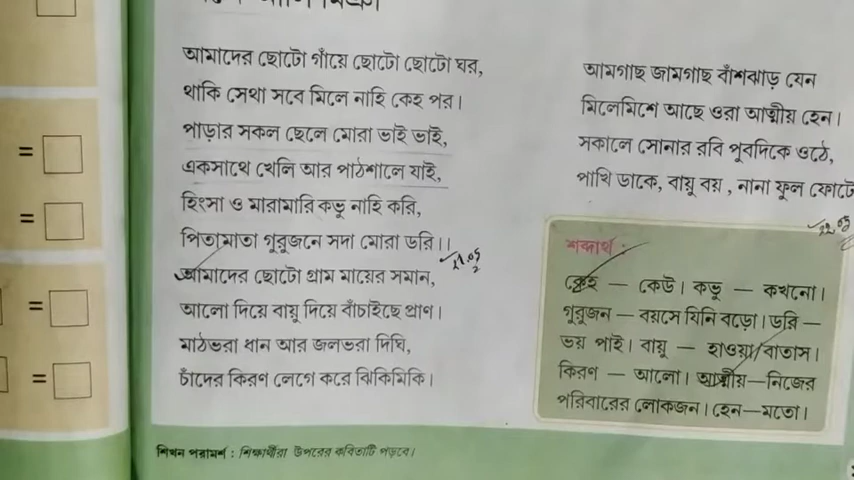 আমাদের ছোটো গাঁয়ে ছোটো ছোটো ঘর,
থাকি সেথা সবে মিলে নাহি কেহ পর।
পাড়ার সকল ছেলে মোরা ভাই ভাই,
একসাথে খেলি আর পাঠশালে যাই,
হিংসা ও মারামারি কভু নাহি করি,
পিতামাতা গুরুজনে সদা মোরা ডরি।।
আমাদের ছোটো গ্রাম মায়ের সমান,
আলো দিয়ে বায়ু দিয়ে বাঁচাইছে প্রাণ।
মাঠভরা ধান আর জলভরা দিঘি,
চাঁদের কিরণ লেগে করে ঝিকিমিকি।
আমগাছ জামগাছ বাঁশঝাড় যেন
মিলেমিশে আছে ওরা আত্মীয় হেন।
সকালে সোনার রবি পুবদিকে ওঠে,
পাখি ডাকে, বায়ু বয়, নানা ফুল ফোটে
শব্দার্থ :
কেহ — কেউ। কভু — কখনো।
গুরুজন — বয়সে যিনি বড়ো। ডরি —
ভয় পাই। বায়ু — হাওয়া/বাতাস।
কিরণ — আলো। আত্মীয়—নিজের
পরিবারের লোকজন। হেন—মতো।
শিখন পরামর্শ : শিক্ষার্থীরা উপরের কবিতাটি পড়বে।